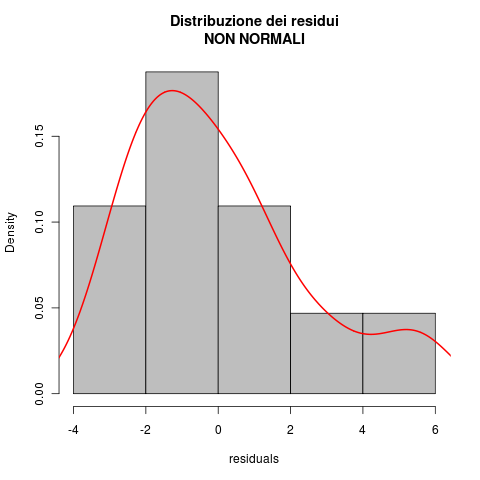 Distribuzione dei residui
NON NORMALI
Density
0.15
0.10
0.05
0.00
-4 -2 0 2 4 6
residuals